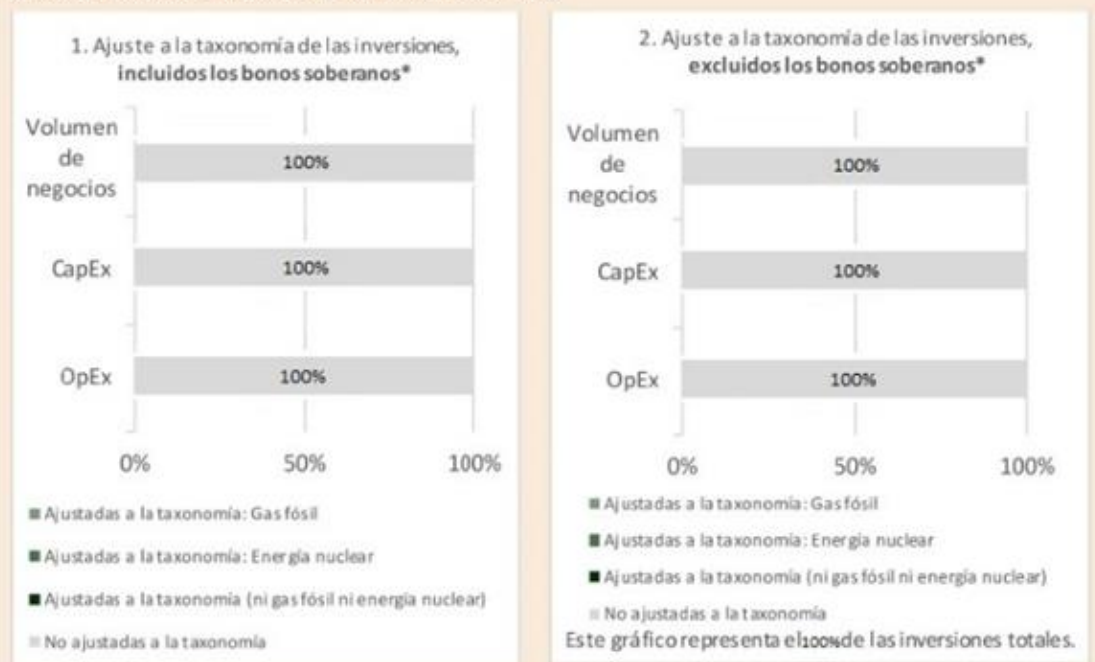 1. Ajuste a la taxonomía de las inversiones,
incluidos los bonos soberanos*
Volumen
de
negocios
100%
CapEx
100%
OpEx
100%
0%
50%
100%
Ajustadas a la taxonomía: Gas fósil
Ajustadas a la taxonomía: Energía nuclear
Ajustadas a la taxonomía (ni gas fósil ni energía nuclear)
No ajustadas a la taxonomía
2. Ajuste a la taxonomía de las inversiones,
excluidos los bonos soberanos*
Volumen
de
negocios
100%
CapEx
100%
OpEx
100%
0%
50%
100%
Ajustadas a la taxonomía: Gas fósil
Ajustadas a la taxonomía: Energía nuclear
Ajustadas a la taxonomía (ni gas fósil ni energía nuclear)
No ajustadas a la taxonomía
Este gráfico representa el100%de las inversiones totales.